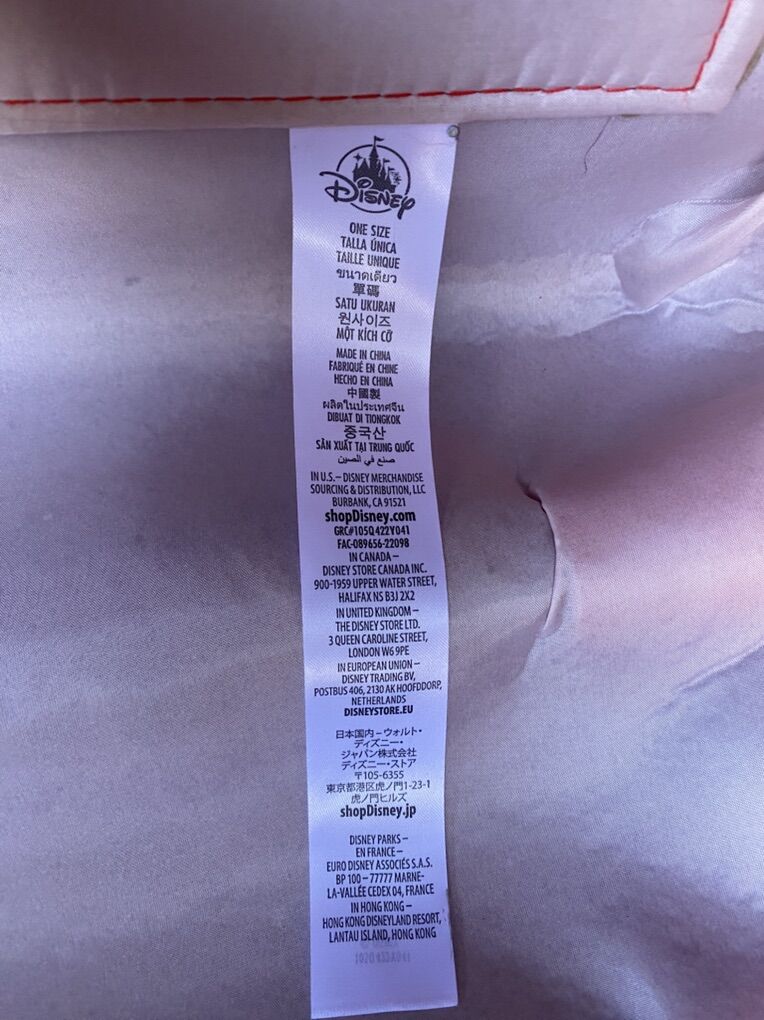 Disney
ONE SIZE
TALLA ÚNICA
TAILLE UNIQUE
ขนาดเดียว
單碼
SATU UKURAN
원사이즈
MỘT KÍCH CỠ
MADE IN CHINA
FABRIQUÉ EN CHINE
HECHO EN CHINA
中國製
ผลิตในประเทศจีน
DIBUAT DI TIONGKOK
중국산
SẢN XUẤT TẠI TRUNG QUỐC
صنع في الصين
IN U.S.– DISNEY MERCHANDISE
SOURCING & DISTRIBUTION, LLC
BURBANK, CA 91521
shopDisney.com
GRC#105Q422Y041
FAC-089656-22098
IN CANADA –
DISNEY STORE CANADA INC.
900-1959 UPPER WATER STREET,
HALIFAX NS B3J 2X2
IN UNITED KINGDOM –
THE DISNEY STORE LTD.
3 QUEEN CAROLINE STREET,
LONDON W6 9PE
IN EUROPEAN UNION –
DISNEY TRADING BV,
POSTBUS 406, 2130 AK HOOFDDORP,
NETHERLANDS
DISNEYSTORE.EU
日本国内 – ウォルト・
ディズニー・
ジャパン株式会社
ディズニー・ストア
〒105-6355
東京都港区虎ノ門1-23-1
虎ノ門ヒルズ
shopDisney.jp
DISNEY PARKS –
EN FRANCE –
EURO DISNEY ASSOCIÉS S.A.S.
BP 100 – 77777 MARNE-
LA-VALLÉE CEDEX 04, FRANCE
IN HONG KONG –
HONG KONG DISNEYLAND RESORT,
LANTAU ISLAND, HONG KONG